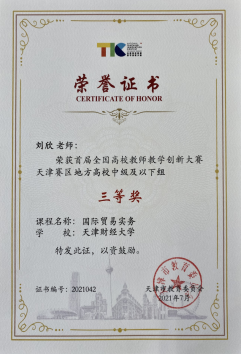 TIC
荣誉证书
CERTIFICATE OF HONOR
刘欣 老师：
荣获首届全国高校教师教学创新大赛
天津赛区地方高校中级及以下组
三等奖
课程名称： 国际贸易实务
学 校： 天津财经大学
特发此证，以资鼓励。
天津市教育委员会
证书编号：2021042
2021年7月